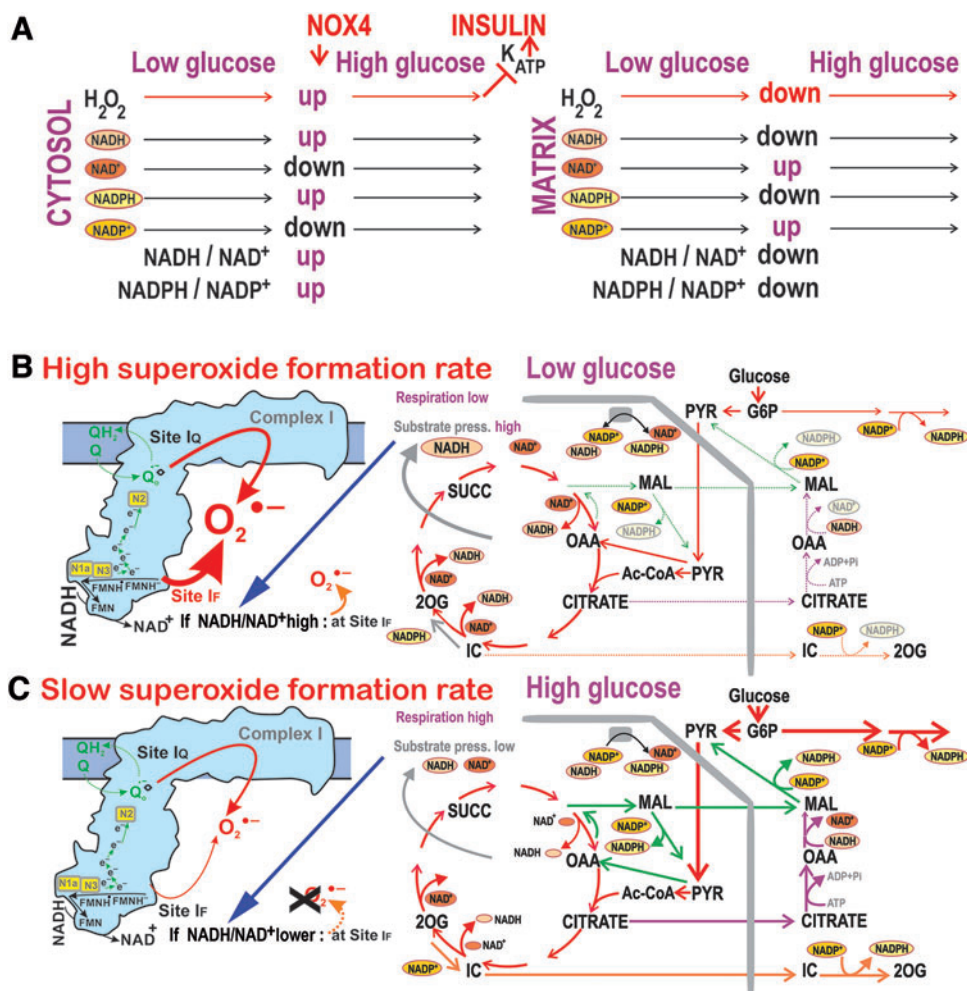 A
NOX4
INSULIN
K ATP
Low glucose
High glucose
Low glucose
High glucose
CYTOSOL
H2O2
up
NADH
up
NAD+
down
NADPH
up
NADP+
down
NADH / NAD+ up
NADPH / NADP+ up
MATRIX
H2O2
down
NADH
down
NAD+
up
NADPH
down
NADP+
up
NADH / NAD+ down
NADPH / NADP+ down
B High superoxide formation rate
Low glucose
Complex I
QH2
Q
Site IQ
Q
N2
e-
e-
e-
e-
e-
N1a
N3
FMNH•
FMNH-
FMN
NADH
NAD+
O2•-
Site IF
O2•-
If NADH/NAD+high : at Site IF
Respiration low
Substrate press. high
NADH
NAD+
SUCC
NADH
NAD+
2OG
NADH
NAD+
NADPH
IC
NADP+
NAD+
NADH
NADPH
MAL
NAD+
NADH
NADP+
NADPH
OAA
Ac-CoA
PYR
CITRATE
Glucose
PYR
G6P
NADP+
NADPH
NADPH
NADP+
MAL
NAD+
NADH
OAA
ADP+Pi
ATP
CITRATE
NADP+
NADPH
IC
2OG
C Slow superoxide formation rate
High glucose
Complex I
QH2
Q
Site IQ
Q
N2
e-
e-
e-
e-
e-
N1a
N3
FMNH•
FMNH-
FMN
NADH
NAD+
O2•-
Site IF
O2•-
If NADH/NAD+lower : at Site IF
Respiration high
Substrate press. low
NADH
NAD+
SUCC
NAD+
2OG
NADH
NAD+
NADP+
IC
NADP+
NAD+
NADH
NADPH
MAL
NAD+
NADH
NADP+
NADPH
OAA
Ac-CoA
PYR
CITRATE
Glucose
PYR
G6P
NADP+
NADPH
NADPH
NADP+
MAL
NAD+
NADH
OAA
ADP+Pi
ATP
CITRATE
NADP+
NADPH
IC
2OG